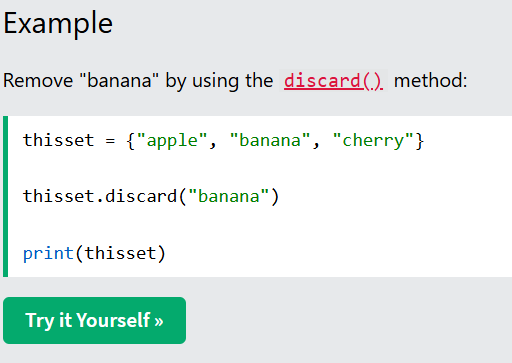 Example
Remove "banana" by using the discard() method:
thisset = {"apple", "banana", "cherry"}
thisset.discard("banana")
print(thisset)
Try it Yourself »